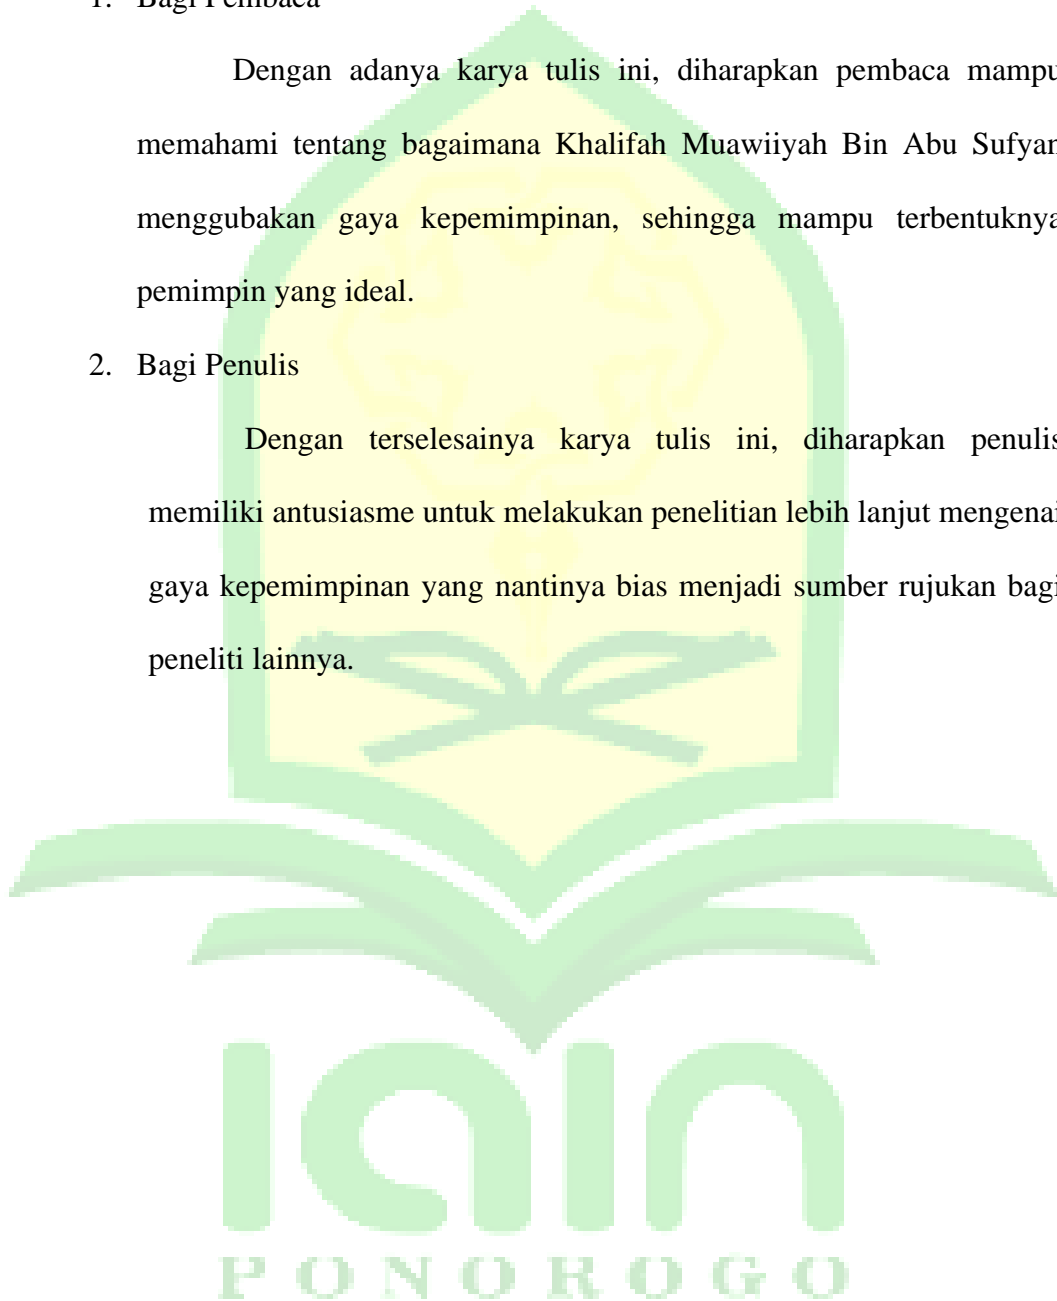 1. Bagi Pembaca
Dengan adanya karya tulis ini, diharapkan pembaca mampu
memahami tentang bagaimana Khalifah Muawiiyah Bin Abu Sufyan
menggubakan gaya kepemimpinan, sehingga mampu terbentuknya
pemimpin yang ideal.
2. Bagi Penulis
Dengan terselesainya karya tulis ini, diharapkan penulis
memiliki antusiasme untuk melakukan penelitian lebih lanjut mengenai
gaya kepemimpinan yang nantinya bias menjadi sumber rujukan bagi
peneliti lainnya.
iain
PONOROGO